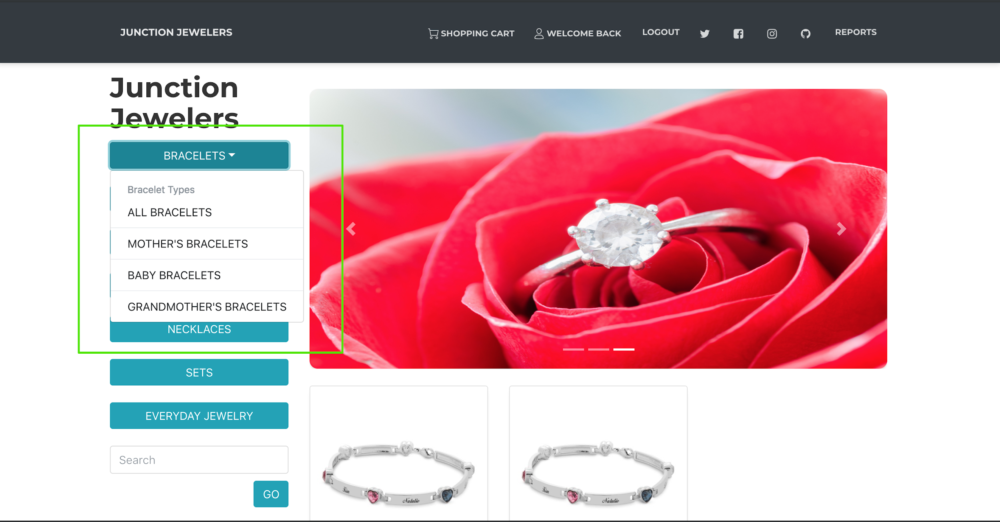 JUNCTION JEWELERS
SHOPPING CART
WELCOME BACK
LOGOUT
REPORTS
Junction
Jewelers
BRACELETS
Bracelet Types
ALL BRACELETS
MOTHER'S BRACELETS
BABY BRACELETS
GRANDMOTHER'S BRACELETS
NECKLACES
SETS
EVERYDAY JEWELRY
Search
GO
Kim
Natalie
Kim
Natalie